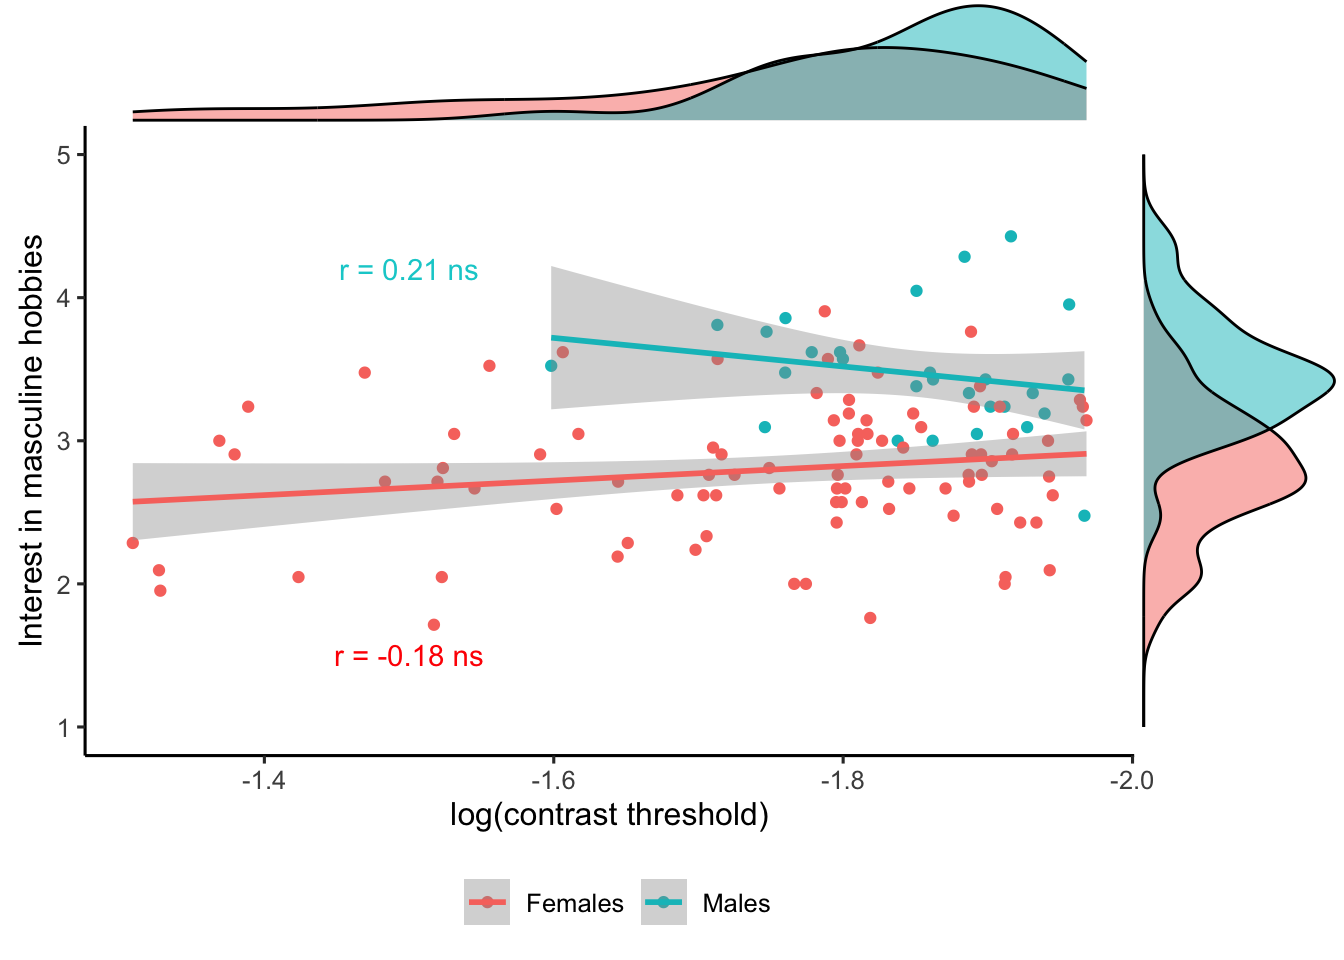 5
4
3
2
1
Interest in masculine hobbies
r = 0.21 ns
r = -0.18 ns
-1.4
-1.6
-1.8
-2.0
log(contrast threshold)
Females
Males